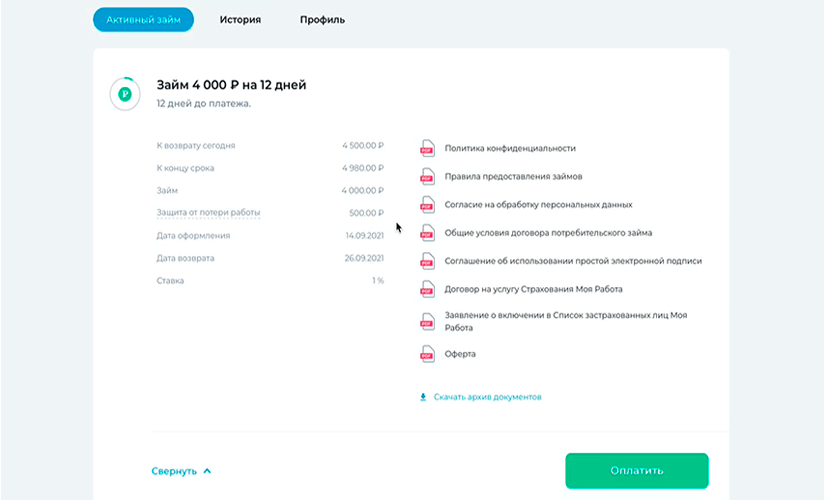 Активный займ История Профиль
₽
Займ 4 000 ₽ на 12 дней
12 дней до платежа.
К возврату сегодня 4 500.00 ₽
К концу срока 4 980.00 ₽
Займ 4 000.00 ₽
Защита от потери работы 500.00 ₽
Дата оформления 14.09.2021
Дата возврата 26.09.2021
Ставка 1 %
PDF Политика конфиденциальности
PDF Правила предоставления займов
PDF Согласие на обработку персональных данных
PDF Общие условия договора потребительского займа
PDF Соглашение об использовании простой электронной подписи
PDF Договор на услугу Страхования Моя Работа
PDF Заявление о включении в Список застрахованных лиц Моя
Работа
PDF Оферта
Скачать архив документов
Свернуть Оплатить